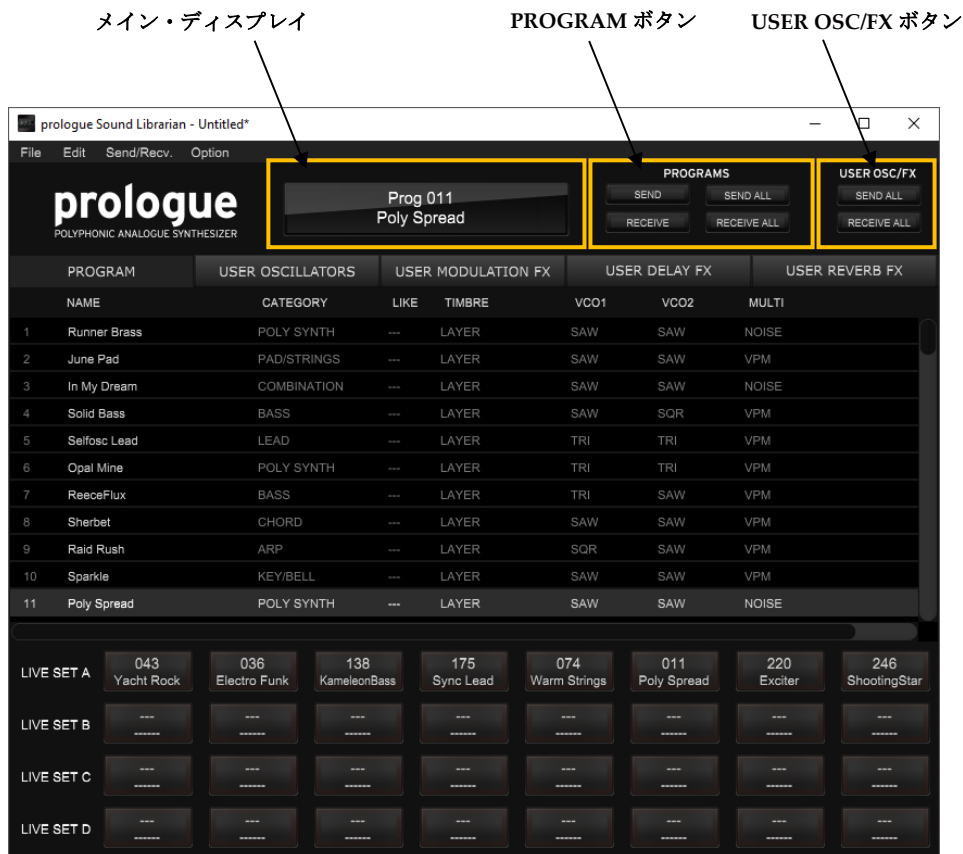 メイン・ディスプレイ PROGRAM ボタン USER OSC/FX ボタン
prologue Sound Librarian - Untitled*
File Edit Send/Recv. Option
prologue
POLYPHONIC ANALOGUE SYNTHESIZER
Prog 011
Poly Spread
PROGRAMS
SEND SEND ALL
RECEIVE RECEIVE ALL
USER OSC/FX
SEND ALL
RECEIVE ALL
PROGRAM USER OSCILLATORS USER MODULATION FX USER DELAY FX USER REVERB FX
NAME CATEGORY LIKE TIMBRE VCO1 VCO2 MULTI
1 Runner Brass POLY SYNTH --- LAYER SAW SAW NOISE
2 June Pad PAD/STRINGS --- LAYER SAW SAW VPM
3 In My Dream COMBINATION --- LAYER SAW SAW NOISE
4 Solid Bass BASS --- LAYER SAW SQR VPM
5 Selfosc Lead LEAD --- LAYER TRI TRI VPM
6 Opal Mine POLY SYNTH --- LAYER TRI TRI VPM
7 ReeceFlux BASS --- LAYER TRI SAW VPM
8 Sherbet CHORD --- LAYER SAW SAW VPM
9 Raid Rush ARP --- LAYER SQR SAW VPM
10 Sparkle KEY/BELL --- LAYER SAW SAW VPM
11 Poly Spread POLY SYNTH --- LAYER SAW SAW NOISE
LIVE SET A
043 036 138 175 074 011 220 246
Yacht Rock Electro Funk KameleonBass Sync Lead Warm Strings Poly Spread Exciter ShootingStar
LIVE SET B
--- --- --- --- --- --- --- ---
------ ------ ------ ------ ------ ------ ------ ------
LIVE SET C
--- --- --- --- --- --- --- ---
------ ------ ------ ------ ------ ------ ------ ------
LIVE SET D
--- --- --- --- --- --- --- ---
------ ------ ------ ------ ------ ------ ------ ------